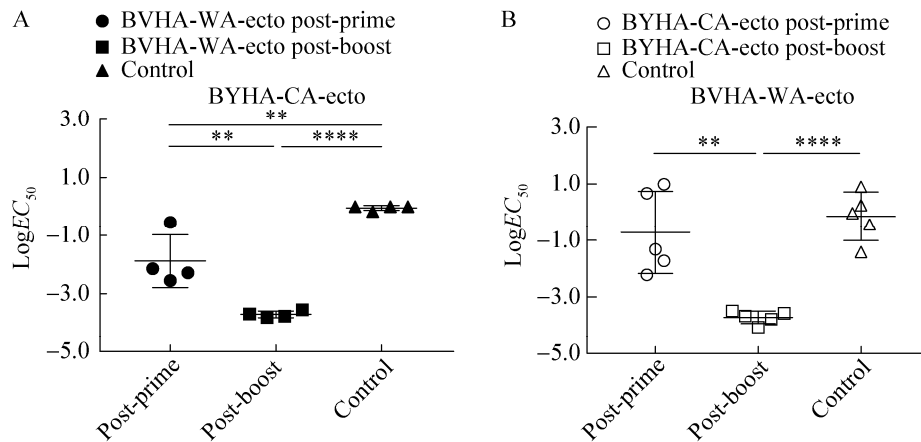 A
BVHA-WA-ecto post-prime
BVHA-WA-ecto post-boost
Control
BYHA-CA-ecto
**
**
****
3.0
1.0
−1.0
−3.0
−5.0
LogEC50
Post-prime
Post-boost
Control
B
BYHA-CA-ecto post-prime
BYHA-CA-ecto post-boost
Control
BVHA-WA-ecto
**
****
3.0
1.0
−1.0
−3.0
−5.0
LogEC50
Post-prime
Post-boost
Control